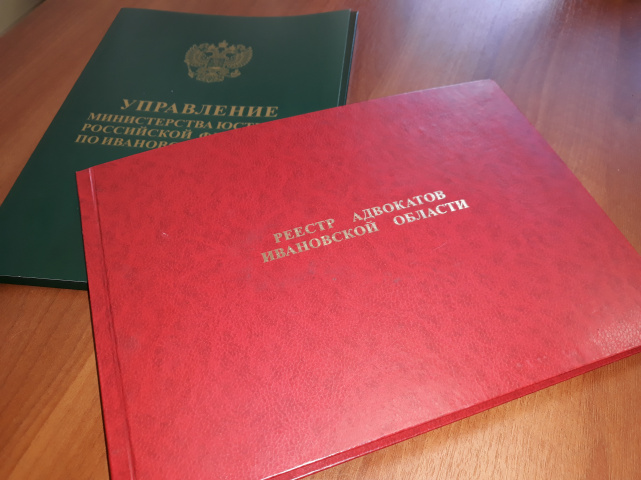 УПРАВЛЕНИЕ
МИНИСТЕРСТВА
РОССИЙСКОЙ
ПО
РЕЕСТР АДВОКАТОВ
ИВАНОВСКОЙ ОБЛАСТИ